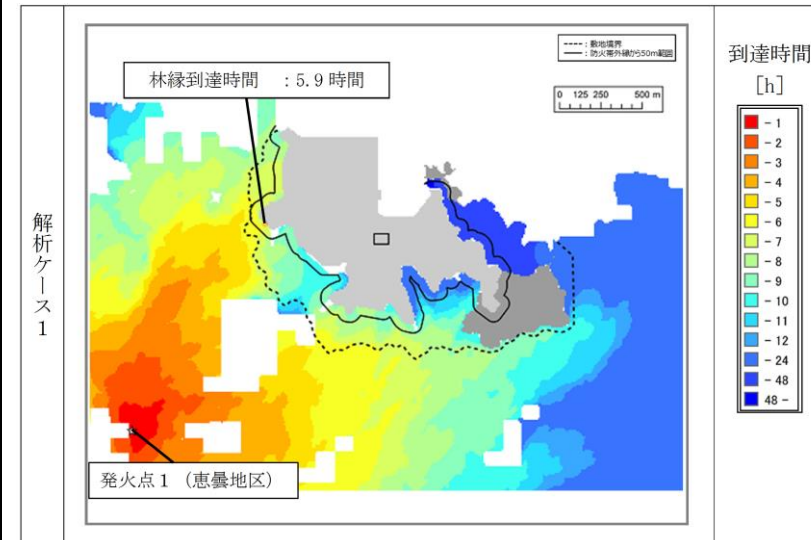 解析ケース1
----- : 敷地境界
—— : 防火帯外縁から50m範囲
林縁到達時間 : 5.9 時間
0 125 250 500 m
発火点1 (恵曇地区)
到達時間
[h]
- 1
- 2
- 3
- 4
- 5
- 6
- 7
- 8
- 9
- 10
- 11
- 12
- 24
- 48
48 -